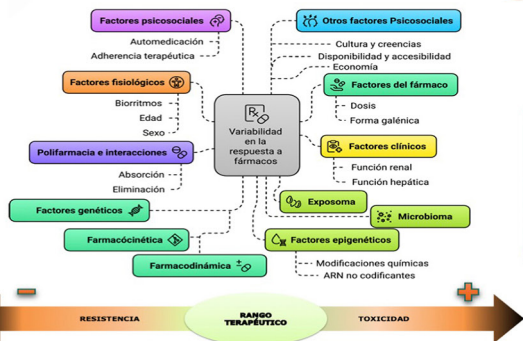 Factores psicosociales
Automedicación
Adherencia terapéutica
Otros factores Psicosociales
Cultura y creencias
Disponibilidad y accesibilidad
Economía
Factores fisiológicos
Biorritmos
Edad
Sexo
Factores del fármaco
Dosis
Forma galénica
Rx
Variabilidad
en la
respuesta a
fármacos
Polifarmacia e interacciones
Absorción
Eliminación
Factores clínicos
Función renal
Función hepática
Factores genéticos
Farmacócinética
Farmacodinámica
Exposoma
Microbioma
Factores epigenéticos
Modificaciones químicas
ARN no codificantes
RESISTENCIA
RANGO
TERAPÉUTICO
TOXICIDAD